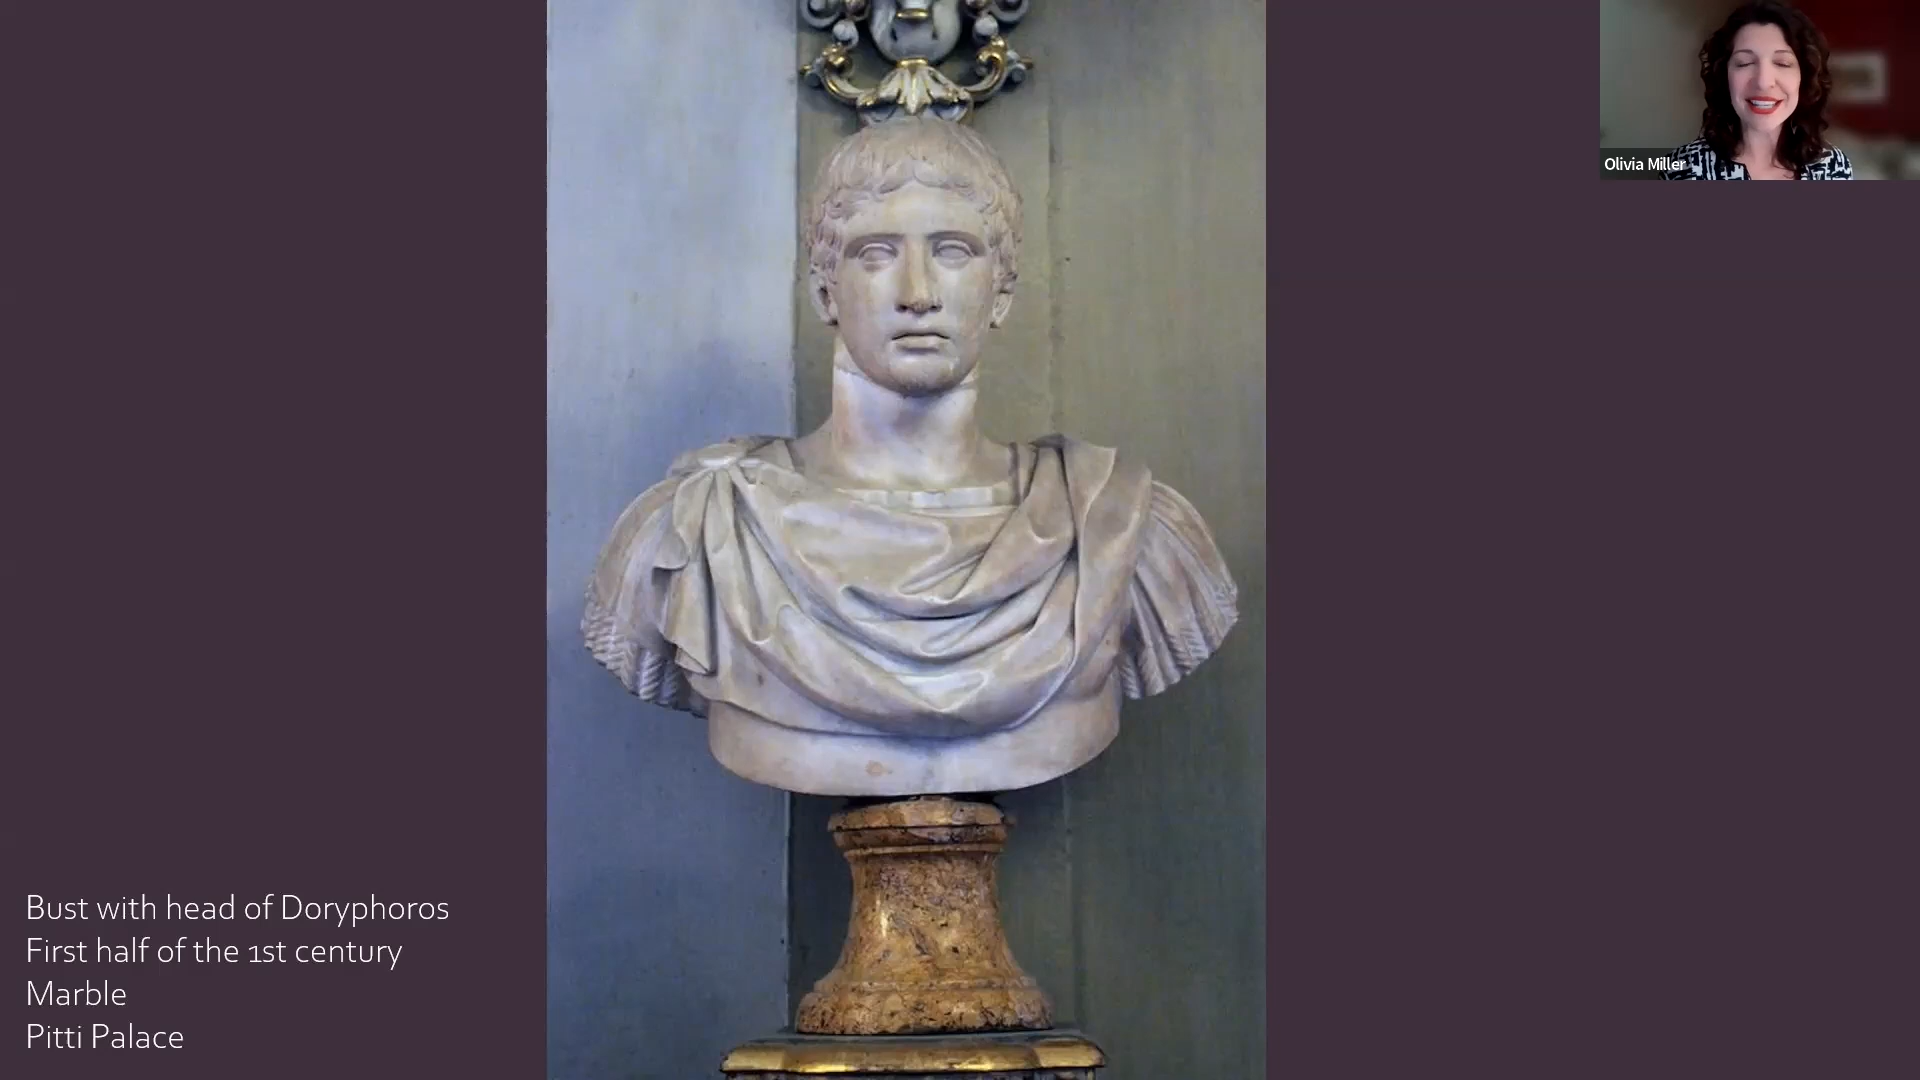 Olivia Miller
Bust with head of Doryphoros
First half of the 1st century
Marble
Pitti Palace